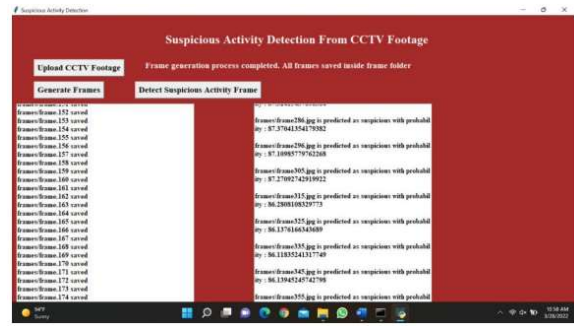 Suspicious Activity Detection
Suspicious Activity Detection From CCTV Footage
Upload CCTV Footage
Frame generation process completed. All frames saved inside frame folder
Generate Frames
Detect Suspicious Activity Frame
frames/frame.152 saved
frames/frame.153 saved
frames/frame.154 saved
frames/frame.155 saved
frames/frame.156 saved
frames/frame.157 saved
frames/frame.158 saved
frames/frame.159 saved
frames/frame.160 saved
frames/frame.161 saved
frames/frame.162 saved
frames/frame.163 saved
frames/frame.164 saved
frames/frame.165 saved
frames/frame.166 saved
frames/frame.167 saved
frames/frame.168 saved
frames/frame.169 saved
frames/frame.170 saved
frames/frame.171 saved
frames/frame.172 saved
frames/frame.173 saved
frames/frame.174 saved
frames/frame286.jpg is predicted as suspicious with probabil
ity : 87.37041354179382
frames/frame296.jpg is predicted as suspicious with probabil
ity : 87.10985779762268
frames/frame305.jpg is predicted as suspicious with probabil
ity : 87.27092742919922
frames/frame315.jpg is predicted as suspicious with probabil
ity : 86.2808108329773
frames/frame325.jpg is predicted as suspicious with probabil
ity : 86.1376166343689
frames/frame335.jpg is predicted as suspicious with probabil
ity : 86.11835241317749
frames/frame345.jpg is predicted as suspicious with probabil
ity : 86.13945245742798
frames/frame355.jpg is predicted as suspicious with probabil
Sunny
10:58 AM
3/28/2022